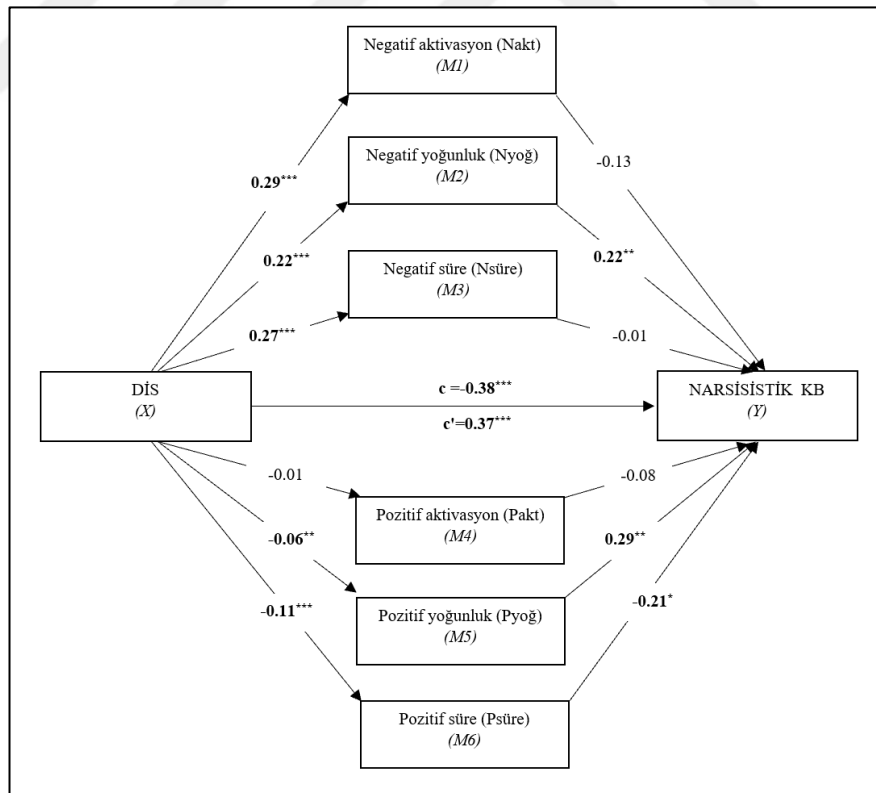 Negatif aktivasyon (Nakt)
(M1)
Negatif yoğunluk (Nyoğ)
(M2)
Negatif süre (Nsüre)
(M3)
0.29***
0.22***
0.27***
-0.13
0.22**
-0.01
DİS
(X)
c =-0.38***
c'=0.37***
NARSİSİSTİK KB
(Y)
-0.01
-0.06**
-0.11***
-0.08
0.29**
-0.21*
Pozitif aktivasyon (Pakt)
(M4)
Pozitif yoğunluk (Pyoğ)
(M5)
Pozitif süre (Psüre)
(M6)